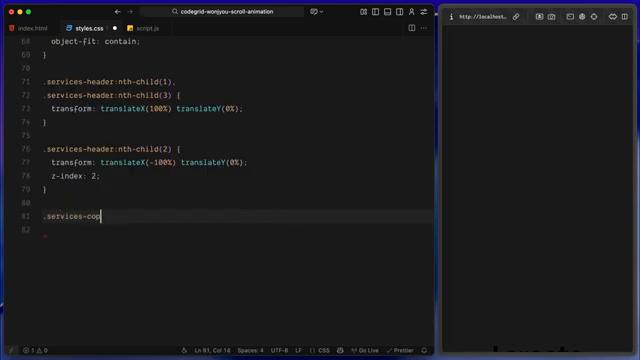 codegrid-wonjyou-scroll-animation
http://localhost...
index.html
styles.css
script.js
68 object-fit: contain;
69 }
70
71 .services-header:nth-child(1),
72 .services-header:nth-child(3) {
73 transform: translateX(100%) translateY(0%);
74 }
75
76 .services-header:nth-child(2) {
77 transform: translateX(-100%) translateY(0%);
78 z-index: 2;
79 }
80
81 .services-cop
82
1 0
Ln 81, Col 14
Spaces: 4
UTF-8
LF
{} CSS
Go Live
Prettier